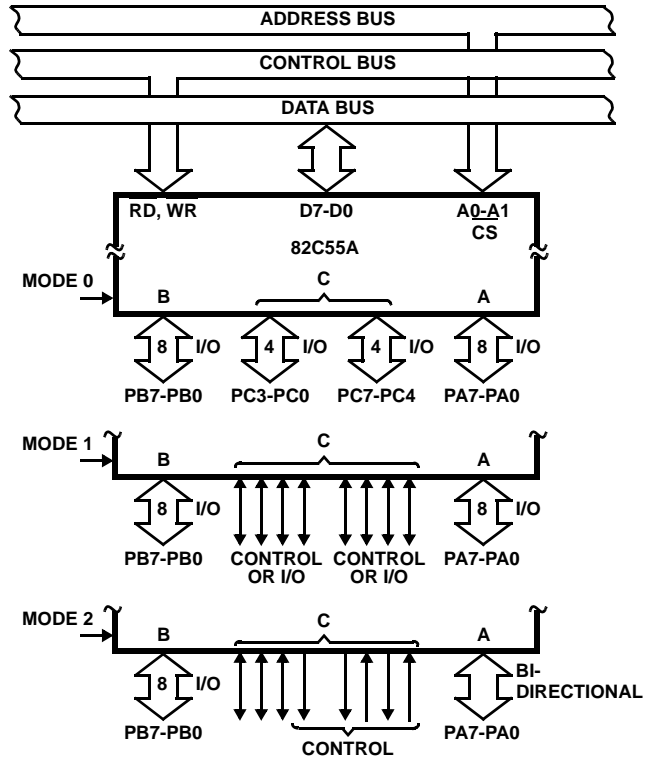 ADDRESS BUS
CONTROL BUS
DATA BUS
RD, WR D7-D0 A0-A1
CS
82C55A
MODE 0
B C A
8 I/O 4 I/O 4 I/O 8 I/O
PB7-PB0 PC3-PC0 PC7-PC4 PA7-PA0
MODE 1
B C A
8 I/O 8 I/O
PB7-PB0 CONTROL CONTROL PA7-PA0
OR I/O OR I/O
MODE 2
B C A
8 I/O BI-
DIRECTIONAL
PB7-PB0 PA7-PA0
CONTROL